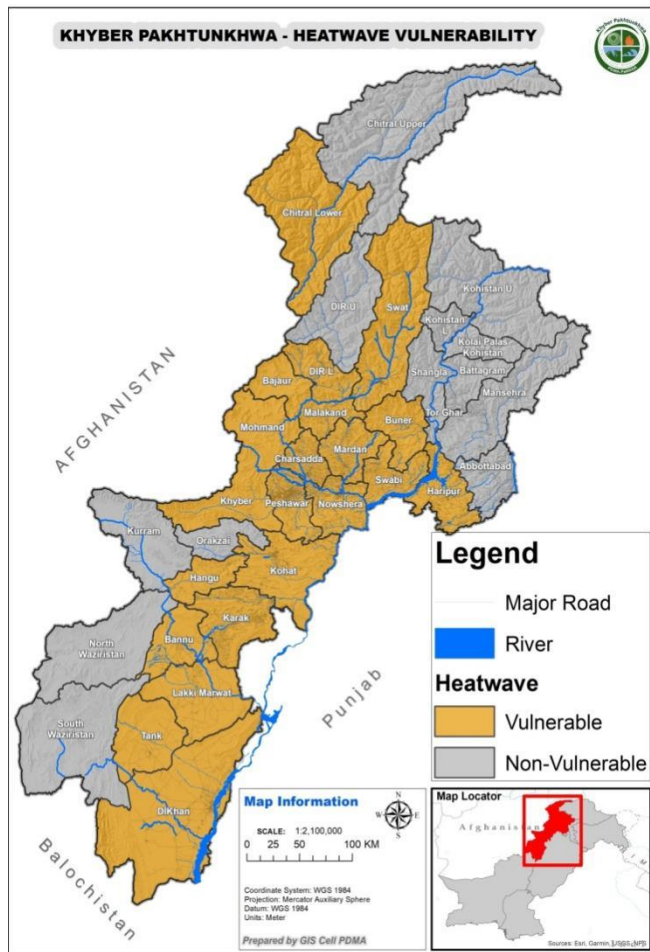 KHYBER PAKHTUNKHWA - HEATWAVE VULNERABILITY
Khyber Pakhtunkhwa
Chitral Upper
Chitral Lower
Kohistan U
DIR.U
Swat
Kohistan
L
Kolai Palas
Kohistan
Shangla
Battagram
DIR.L
Bajaur
Mansehra
Malakand
Buner
Tor Ghar
Mohmand
Mardan
Charsadda
Abbottabad
Swabi
Haripur
Khyber
Peshawar
Nowshera
Kurram
Orakzai
Kohat
Hangu
Karak
North
Waziristan
Bannu
Lakki Marwat
South
Waziristan
Tank
DIKhan
AFGHANISTAN
Punjab
Balochistan
Legend
Major Road
River
Heatwave
Vulnerable
Non-Vulnerable
Map Information
N
W
E
S
SCALE: 1:2,100,000
0 25 50 100 KM
Coordinate System: WGS 1984
Projection: Mercator Auxiliary Sphere
Datum: WGS 1984
Units: Meter
Prepared by GIS Cell PDMA
Map Locator
Afghanistan
Sources: Esri, Garmin, USGS, NPS